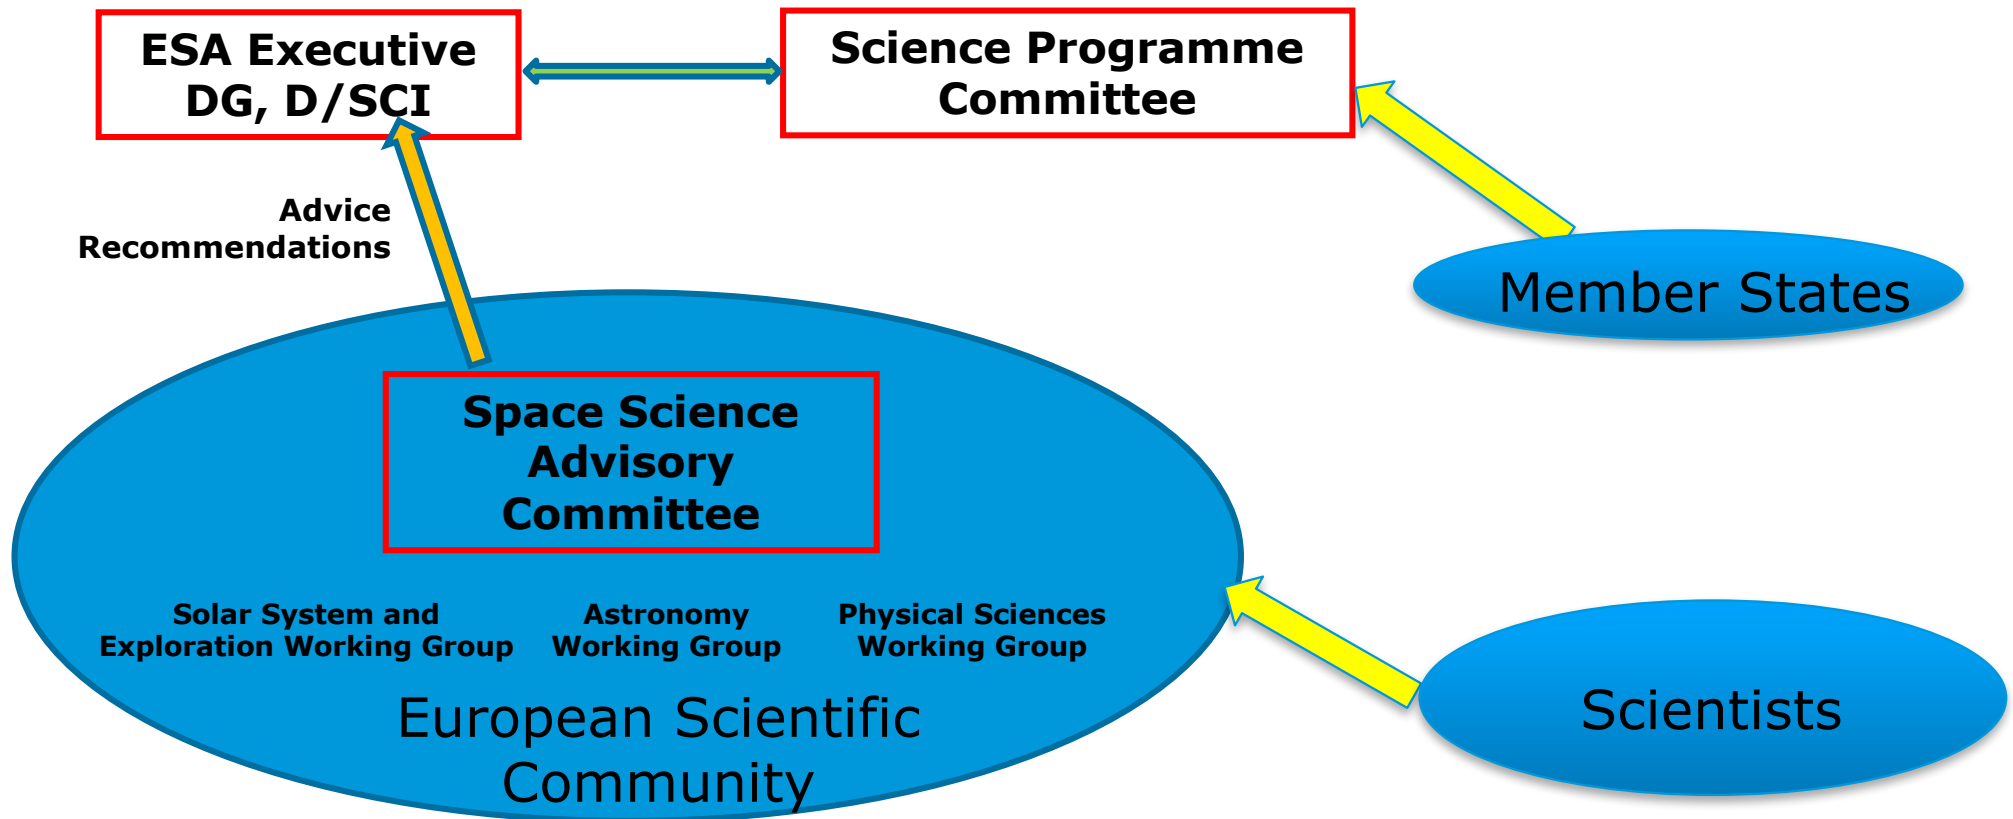 ESA Executive
DG, D/SCI
Science Programme
Committee
Advice
Recommendations
Member States
Space Science
Advisory
Committee
Solar System and
Exploration Working Group
Astronomy
Working Group
Physical Sciences
Working Group
European Scientific
Community
Scientists